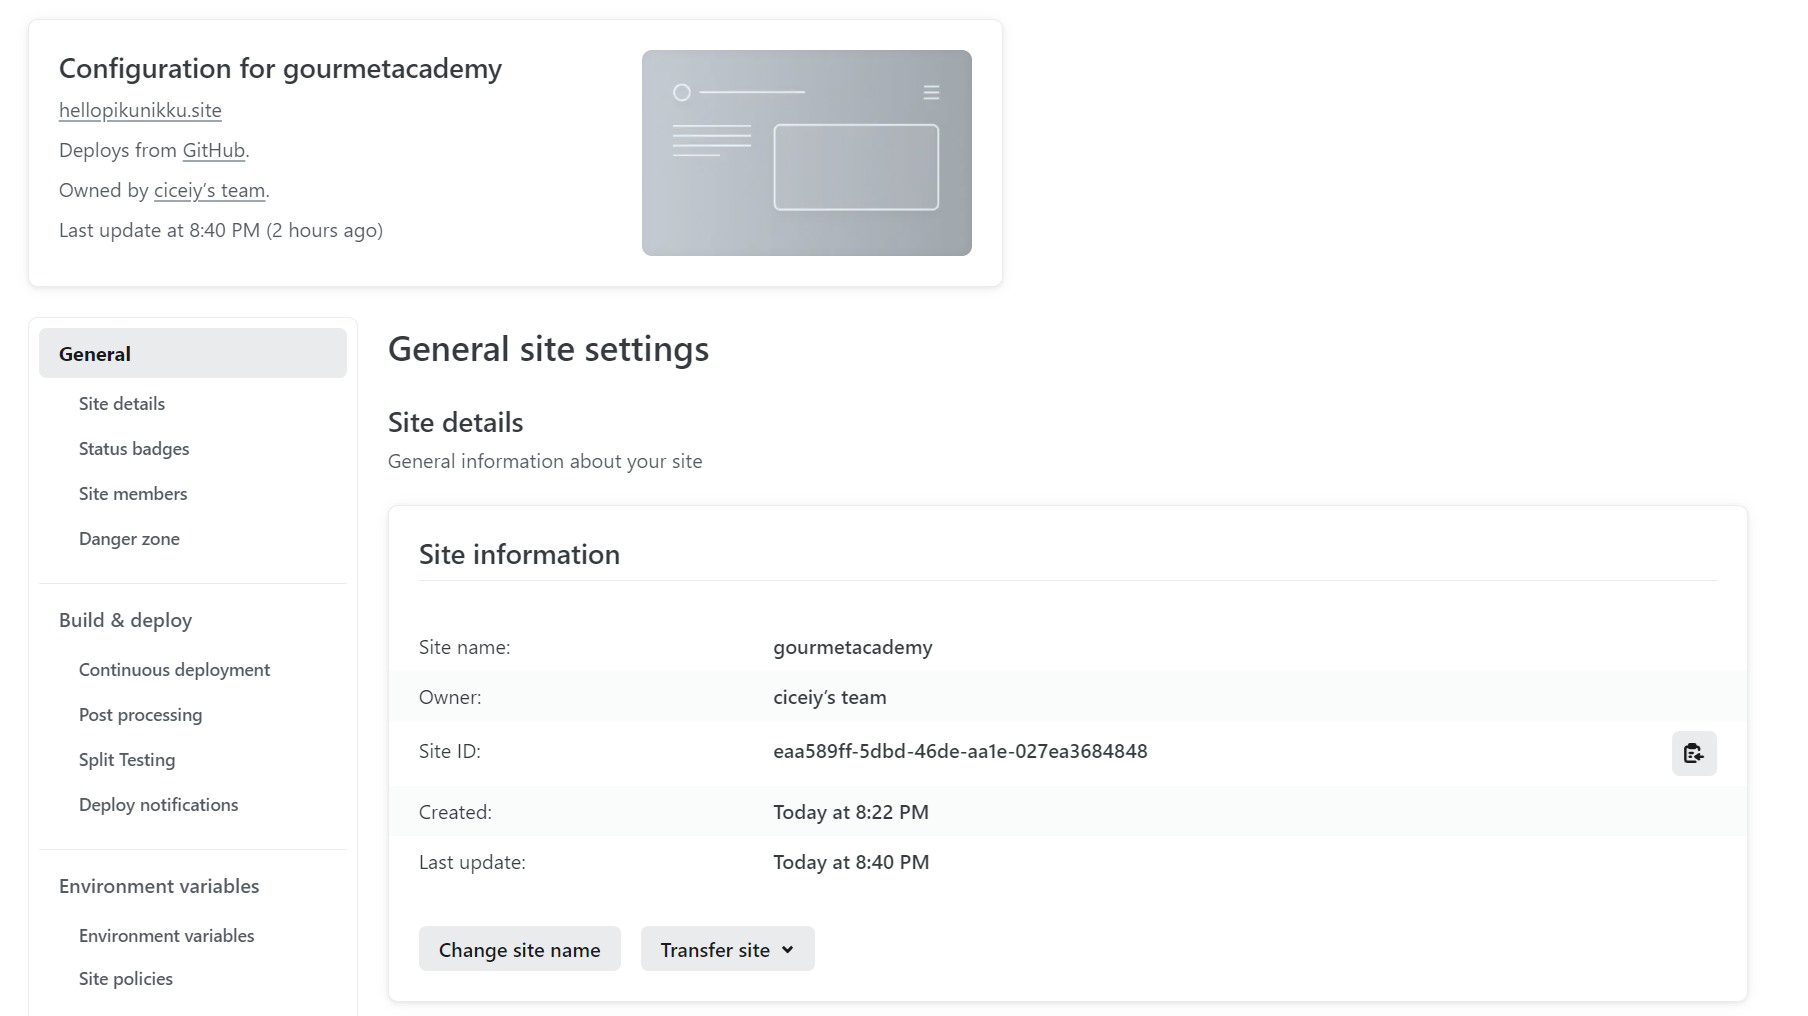 Configuration for gourmetacademy
hellopikunikku.site
Deploys from GitHub.
Owned by ciceiy's team.
Last update at 8:40 PM (2 hours ago)
General
Site details
Status badges
Site members
Danger zone
Build & deploy
Continuous deployment
Post processing
Split Testing
Deploy notifications
Environment variables
Environment variables
Site policies
General site settings
Site details
General information about your site
Site information
Site name: gourmetacademy
Owner: ciceiy's team
Site ID: eaa589ff-5dbd-46de-aa1e-027ea3684848
Created: Today at 8:22 PM
Last update: Today at 8:40 PM
Change site name Transfer site